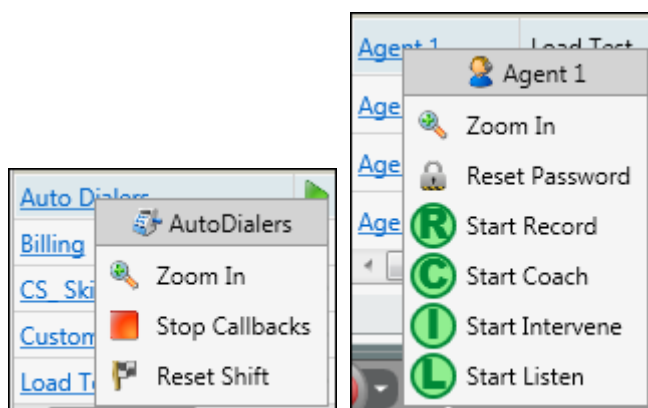 Auto Dialers
AutoDialers
Billing
Zoom In
CS_Ski
Stop Callbacks
Custom
Reset Shift
Load T
Agent 1
Load Test
Agent 1
Age
Zoom In
Age
Reset Password
Age
R Start Record
C Start Coach
I Start Intervene
L Start Listen